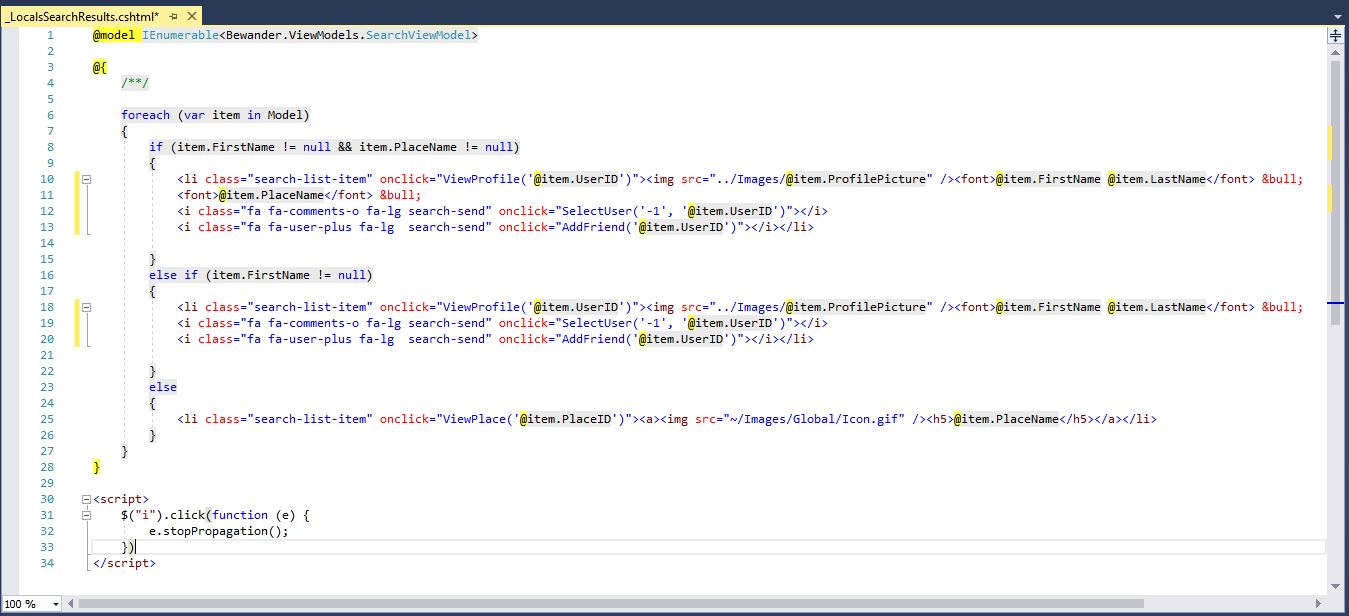 _LocalsSearchResults.cshtml*
1 @model IEnumerable<Bewander.ViewModels.SearchViewModel>
2
3 @{
4 /**/
5
6 foreach (var item in Model)
7 {
8 if (item.FirstName != null && item.PlaceName != null)
9 {
10 <li class="search-list-item" onclick="ViewProfile('@item.UserID')"><img src="../Images/@item.ProfilePicture" /><font>@item.FirstName @item.LastName</font> &bull;
11 <font>@item.PlaceName</font> &bull;
12 <i class="fa fa-comments-o fa-lg search-send" onclick="SelectUser('-1', '@item.UserID')"></i>
13 <i class="fa fa-user-plus fa-lg  search-send" onclick="AddFriend('@item.UserID')"></i></li>
14
15 }
16 else if (item.FirstName != null)
17 {
18 <li class="search-list-item" onclick="ViewProfile('@item.UserID')"><img src="../Images/@item.ProfilePicture" /><font>@item.FirstName @item.LastName</font> &bull;
19 <i class="fa fa-comments-o fa-lg search-send" onclick="SelectUser('-1', '@item.UserID')"></i>
20 <i class="fa fa-user-plus fa-lg  search-send" onclick="AddFriend('@item.UserID')"></i></li>
21
22 }
23 else
24 {
25 <li class="search-list-item" onclick="ViewPlace('@item.PlaceID')"><a><img src="~/Images/Global/Icon.gif" /><h5>@item.PlaceName</h5></a></li>
26 }
27 }
28 }
29
30 <script>
31 $("i").click(function (e) {
32 e.stopPropagation();
33 })
34 </script>
100 %